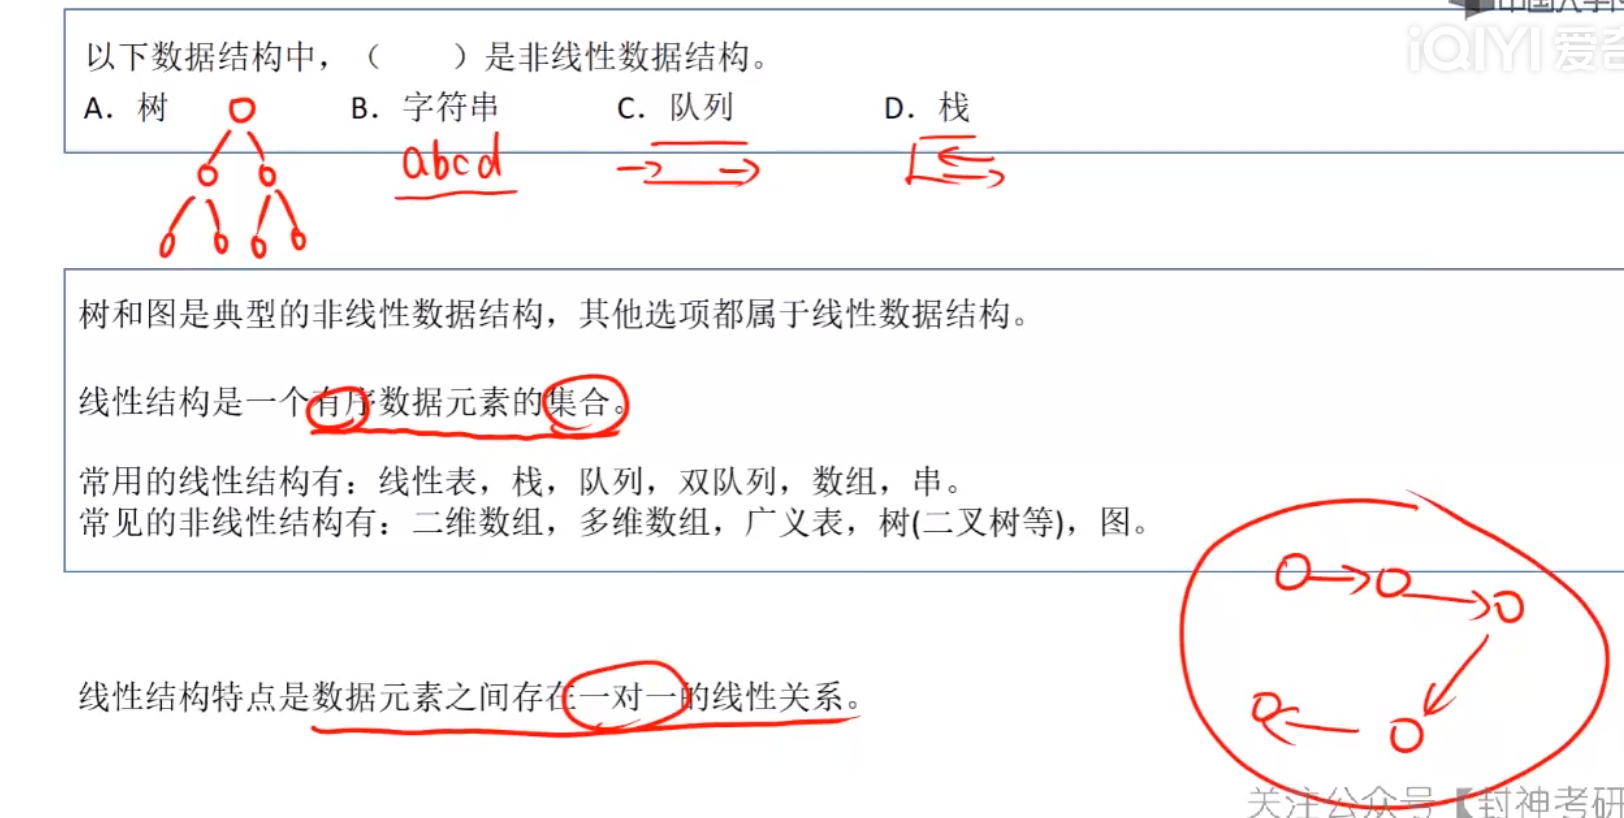 iQIYI 爱奇
以下数据结构中，（　　）是非线性数据结构。
A. 树 B. 字符串 C. 队列 D. 栈
abcd
树和图是典型的非线性数据结构，其他选项都属于线性数据结构。
线性结构是一个有序数据元素的集合。
常用的线性结构有：线性表，栈，队列，双队列，数组，串。
常见的非线性结构有：二维数组，多维数组，广义表，树(二叉树等)，图。
线性结构特点是数据元素之间存在一对一的线性关系。
关注公众号【封神考研